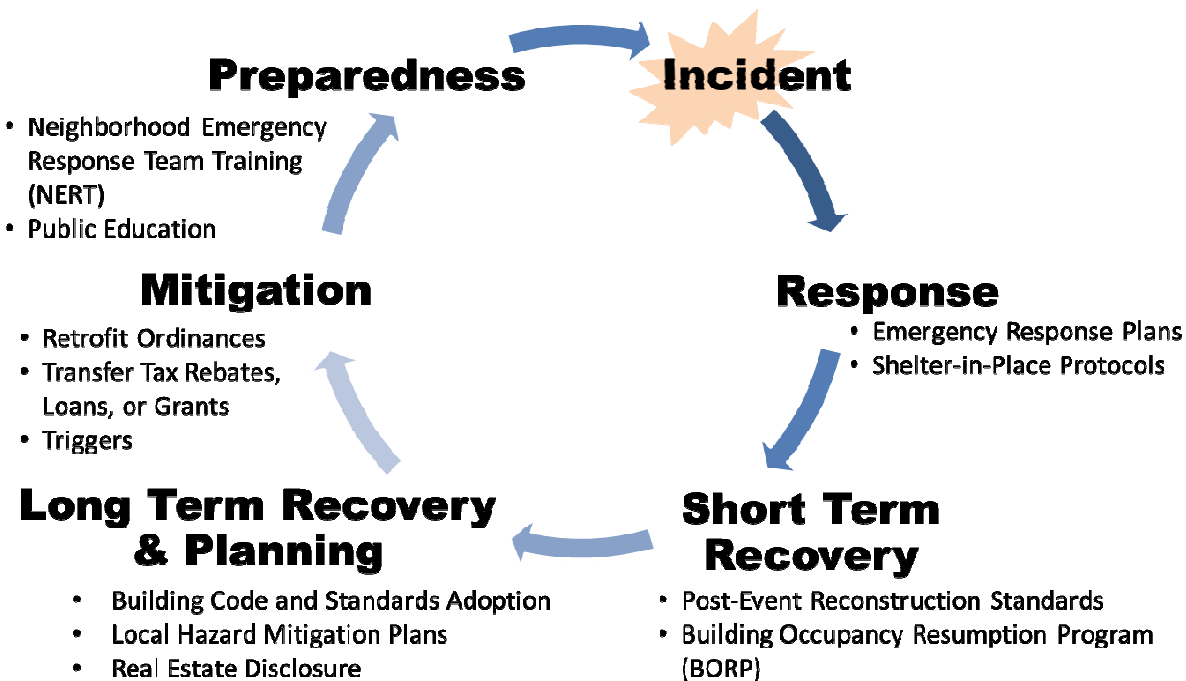 Preparedness
• Neighborhood Emergency
Response Team Training
(NERT)
• Public Education
Incident
Response
• Emergency Response Plans
• Shelter-in-Place Protocols
Short Term
Recovery
• Post-Event Reconstruction Standards
• Building Occupancy Resumption Program
(BORP)
Long Term Recovery
& Planning
• Building Code and Standards Adoption
• Local Hazard Mitigation Plans
• Real Estate Disclosure
Mitigation
• Retrofit Ordinances
• Transfer Tax Rebates,
Loans, or Grants
• Triggers